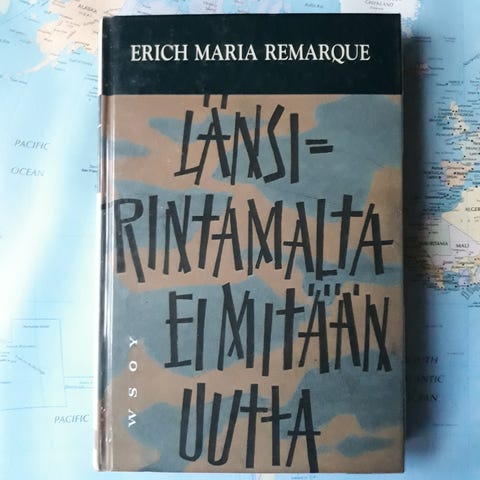 ERICH MARIA REMARQUE
LÄNSI=
RINTAMALTA
EI MITÄÄN
UUTTA
WSOY
PACIFIC
OCEAN
PACIFIC
MALI